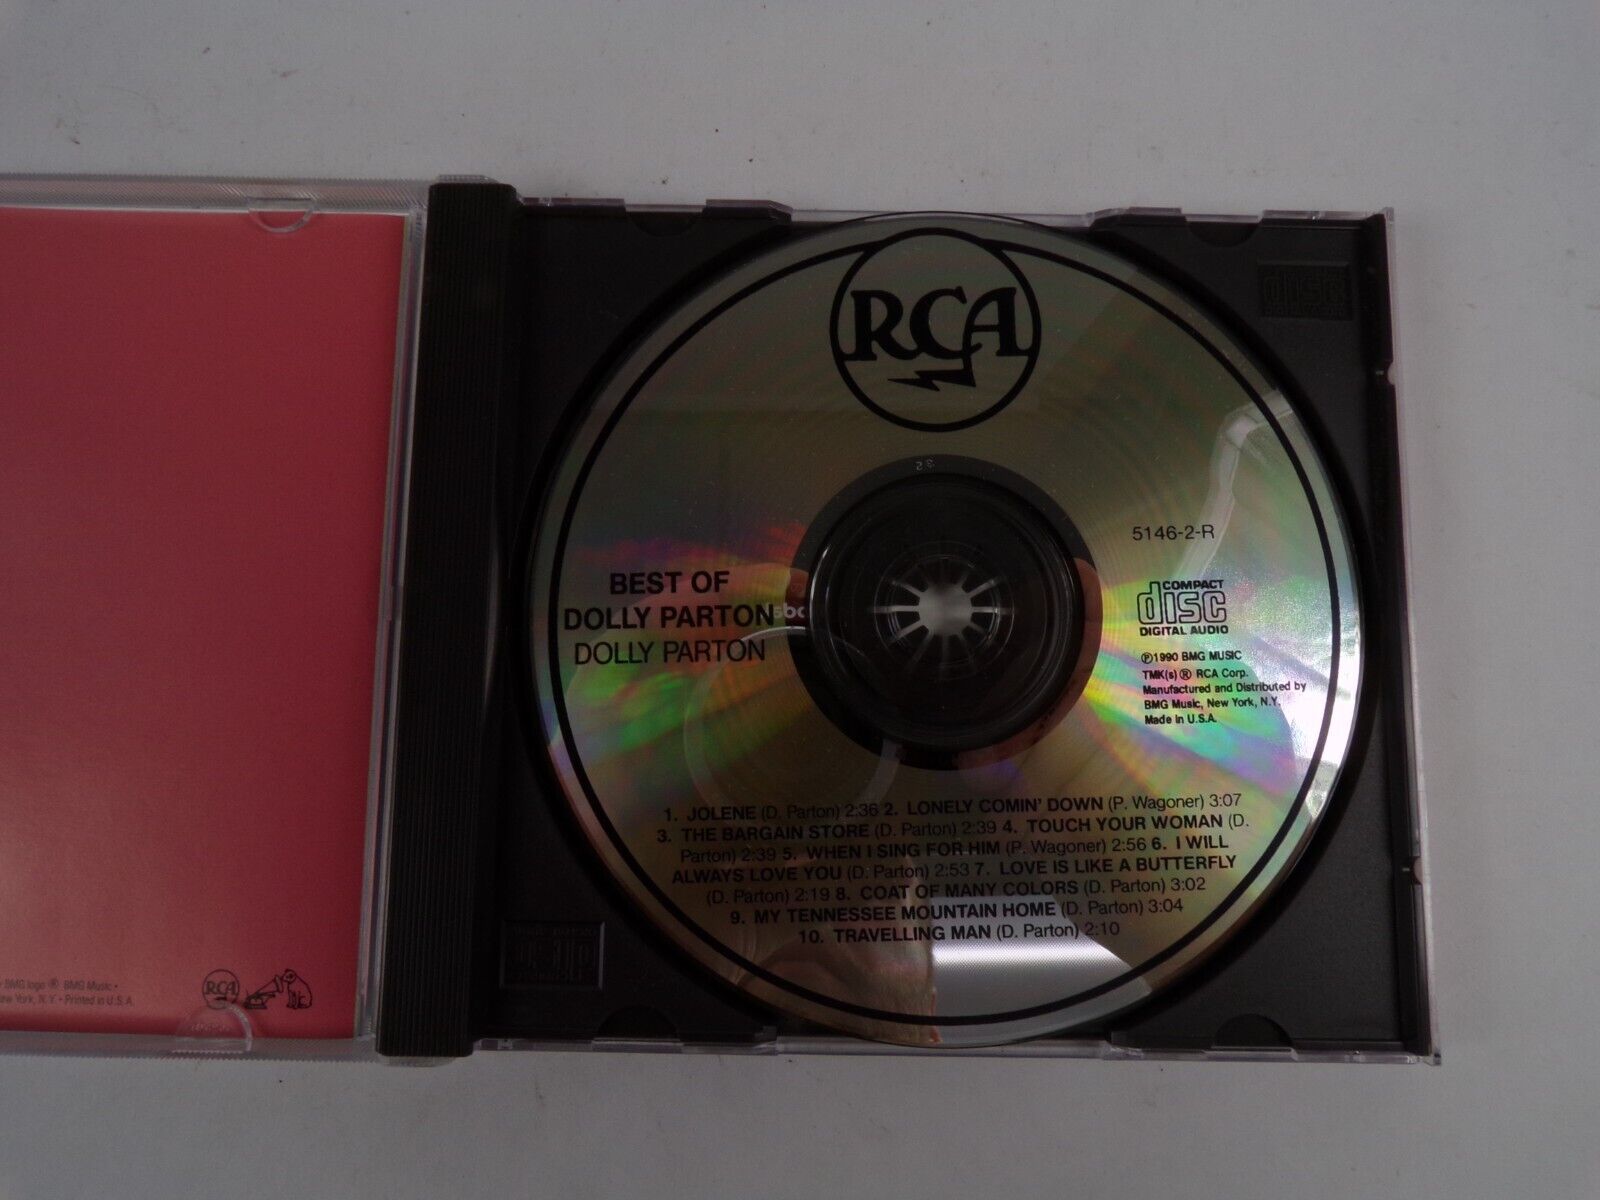 RCA
32
5146-2-R
BEST OF
DOLLY PARTON
DOLLY PARTON
COMPACT
disc
DIGITAL AUDIO
℗1990 BMG MUSIC
TMK(s) ® RCA Corp.
Manufactured and Distributed by
BMG Music, New York, N.Y.
Made in U.S.A.
1. JOLENE (D. Parton) 2:36 2. LONELY COMIN' DOWN (P. Wagoner) 3:07
3. THE BARGAIN STORE (D. Parton) 2:39 4. TOUCH YOUR WOMAN (D.
Parton) 2:39 5. WHEN I SING FOR HIM (P. Wagoner) 2:56 6. I WILL
ALWAYS LOVE YOU (D. Parton) 2:53 7. LOVE IS LIKE A BUTTERFLY
(D. Parton) 2:19 8. COAT OF MANY COLORS (D. Parton) 3:02
9. MY TENNESSEE MOUNTAIN HOME (D. Parton) 3:04
10. TRAVELLING MAN (D. Parton) 2:10
BMG logo ® BMG Music •
York, N.Y. • Printed in U.S.A.
RCA
disc